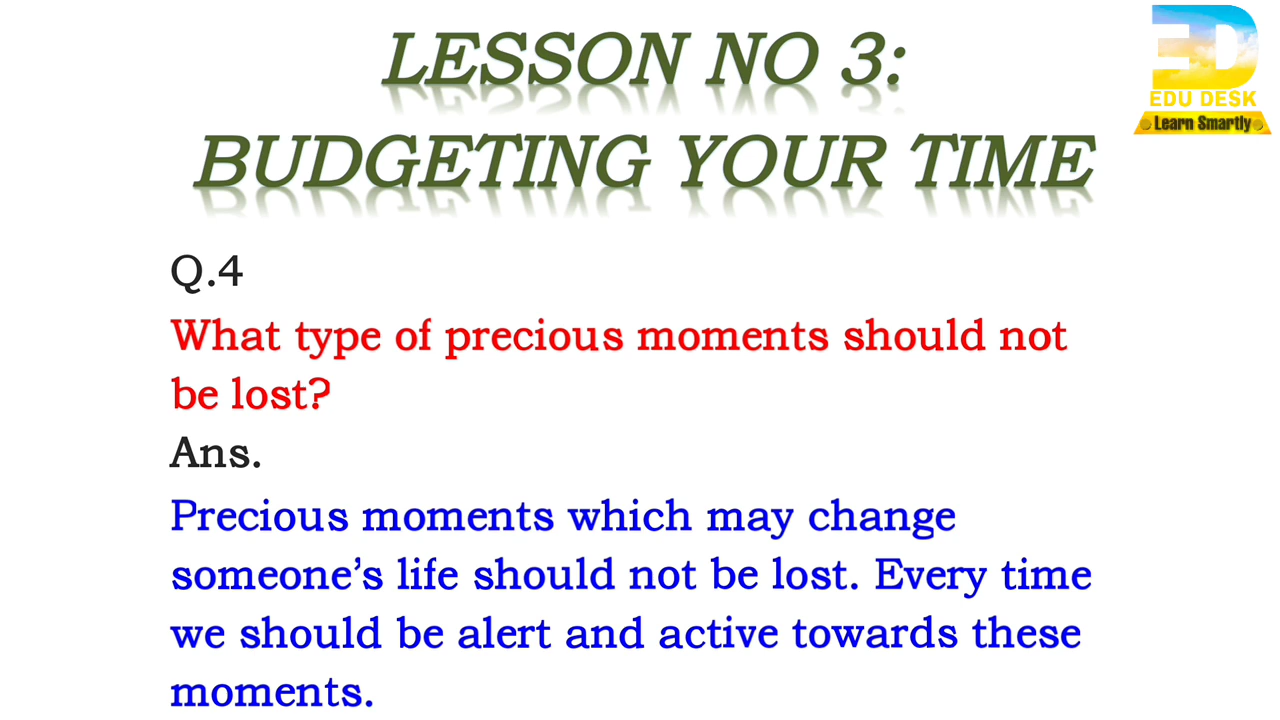 LESSON NO 3:
BUDGETING YOUR TIME
ED
EDU DESK
Learn Smartly
Q.4
What type of precious moments should not
be lost?
Ans.
Precious moments which may change
someone’s life should not be lost. Every time
we should be alert and active towards these
moments.